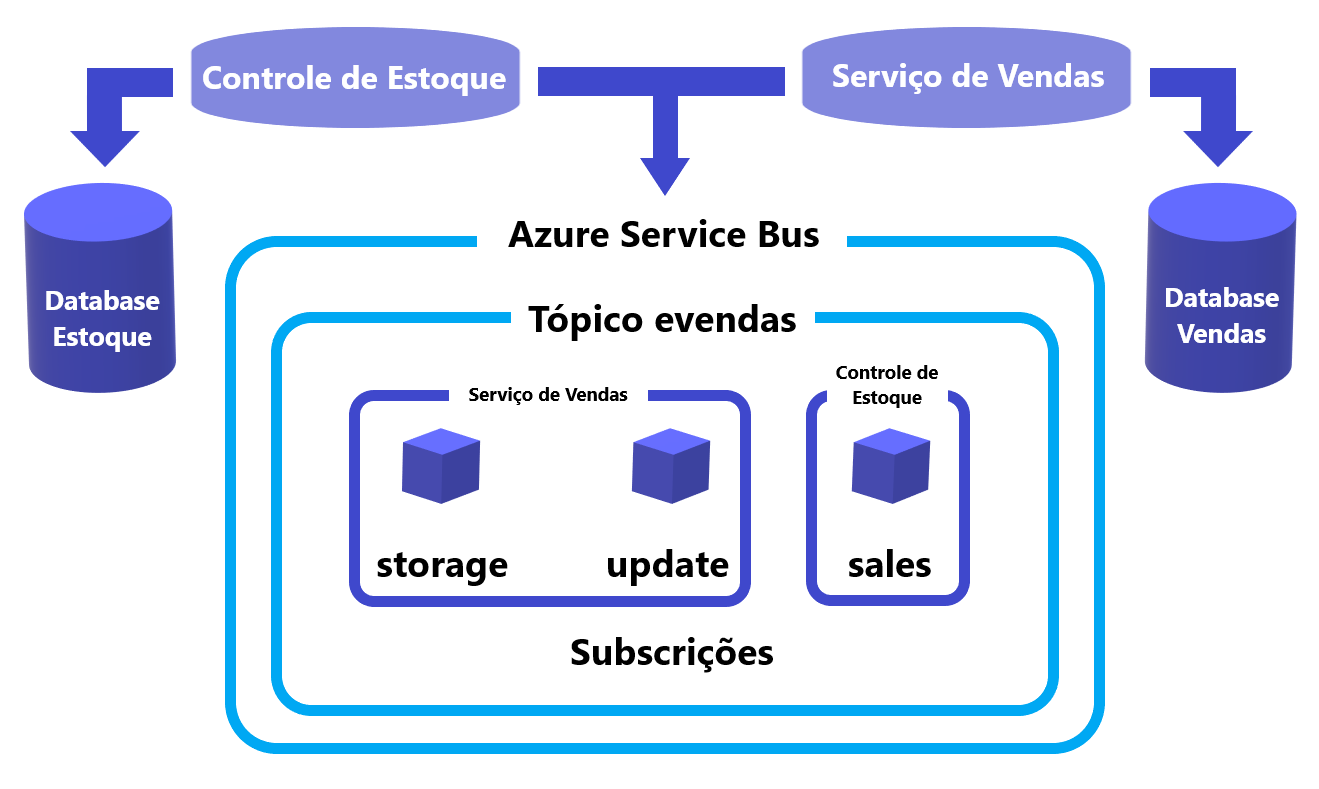 Controle de Estoque
Serviço de Vendas
Database
Estoque
Database
Vendas
Azure Service Bus
Tópico evendas
Serviço de Vendas
Controle de
Estoque
storage
update
sales
Subscrições